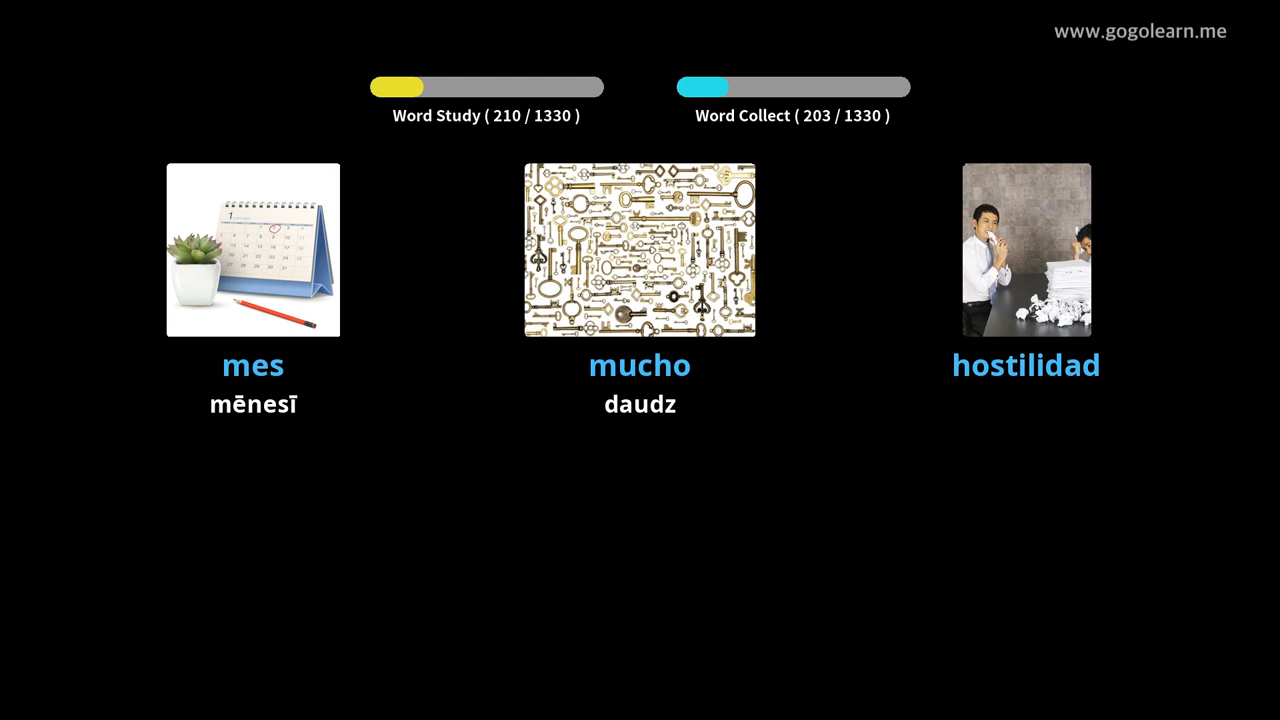 www.gogolearn.me
Word Study ( 210 / 1330 )
Word Collect ( 203 / 1330 )
mes
mucho
hostilidad
mēnesī
daudz